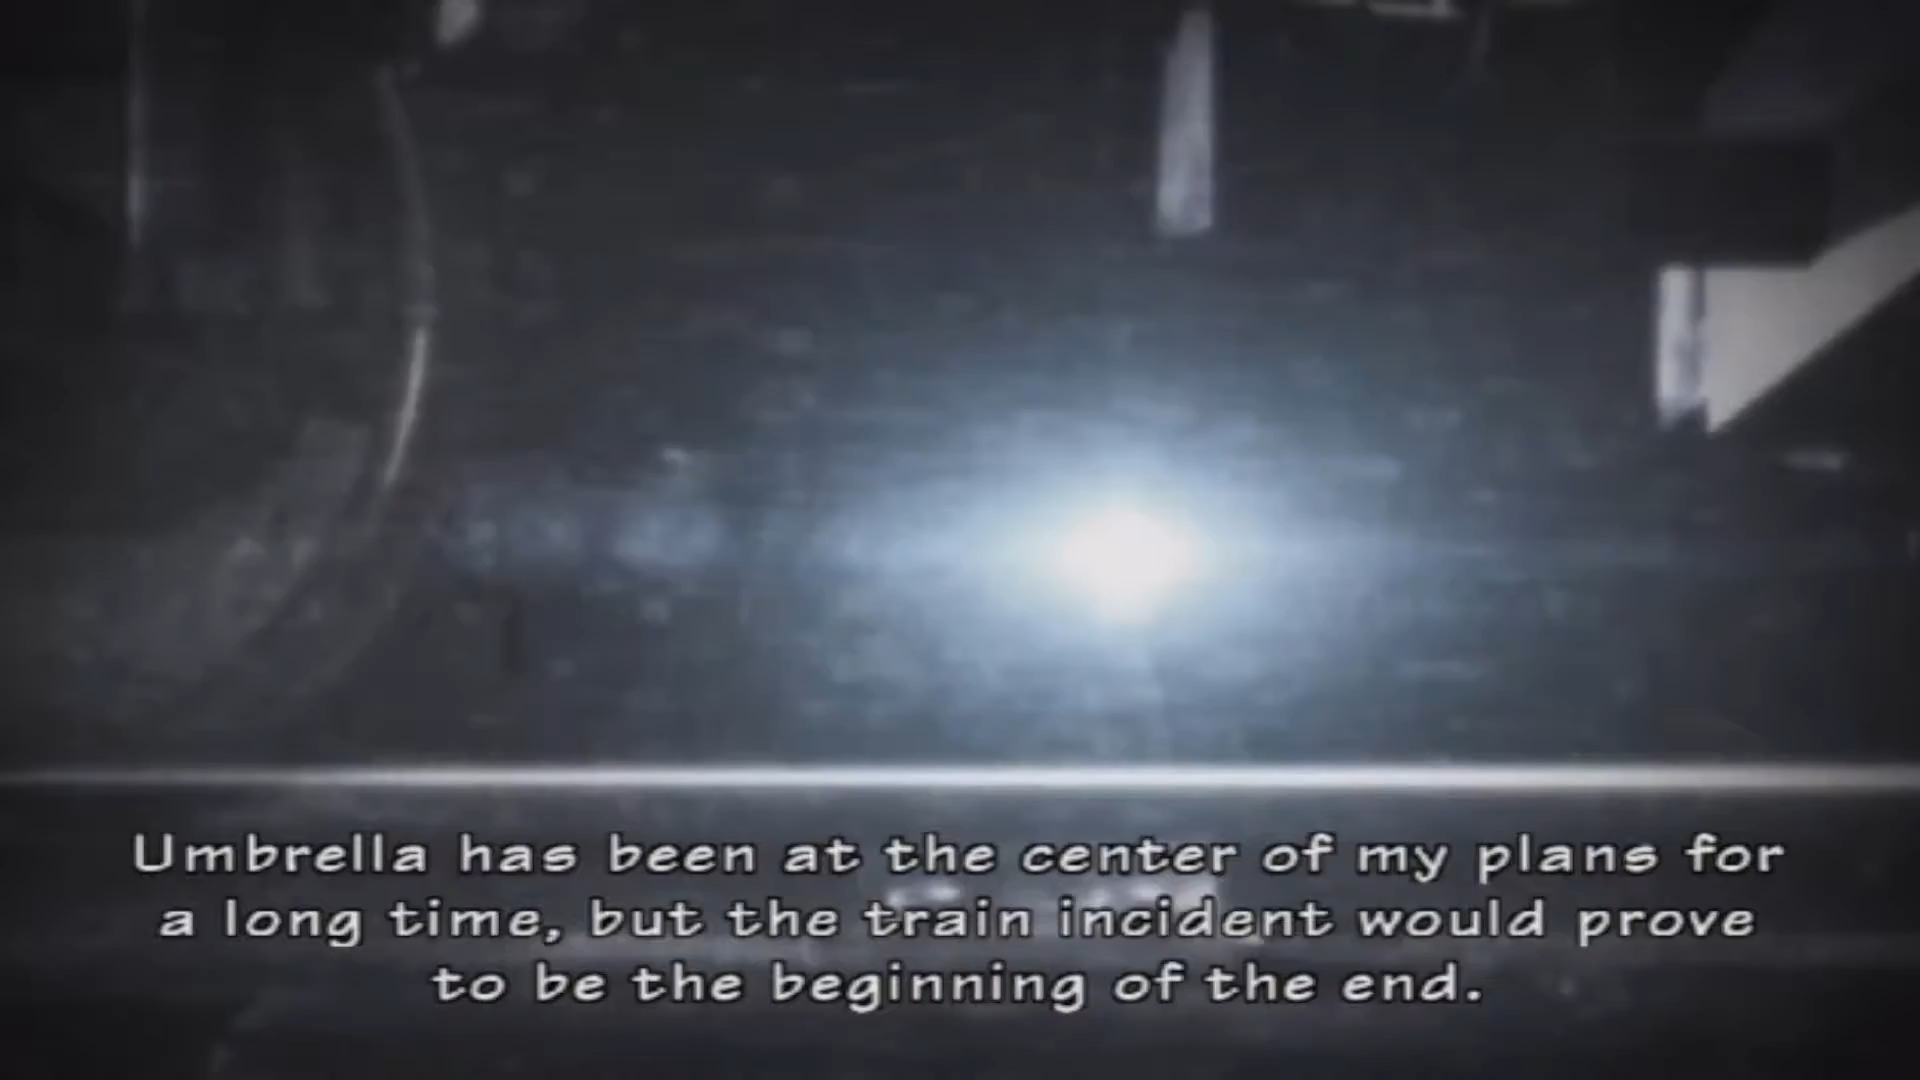 Umbrella has been at the center of my plans for
a long time, but the train incident would prove
to be the beginning of the end.